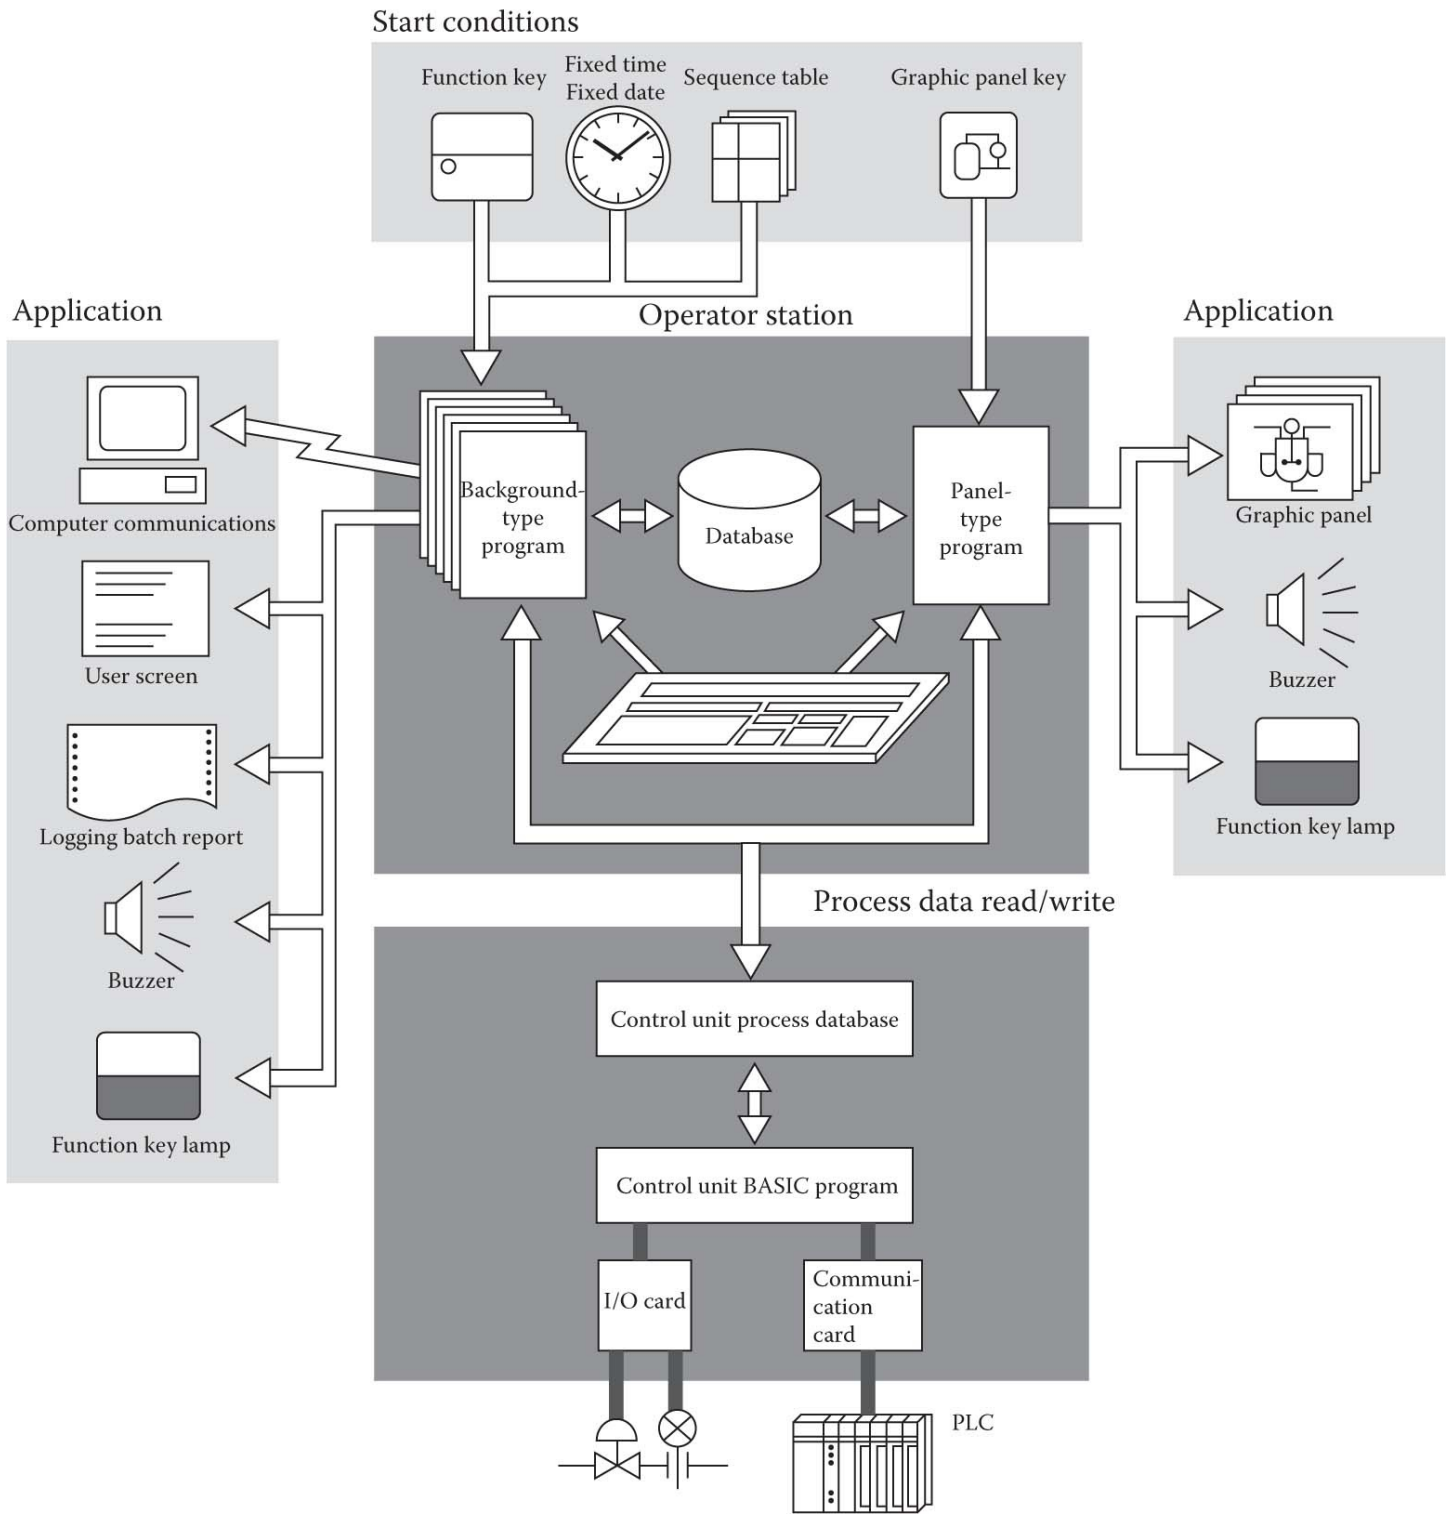 Start conditions
Function key
Fixed time
Fixed date
Sequence table
Graphic panel key
Application
Operator station
Application
Computer communications
User screen
Logging batch report
Buzzer
Function key lamp
Background-
type
program
Database
Panel-
type
program
Graphic panel
Buzzer
Function key lamp
Process data read/write
Control unit process database
Control unit BASIC program
I/O card
Communi-
cation
card
PLC